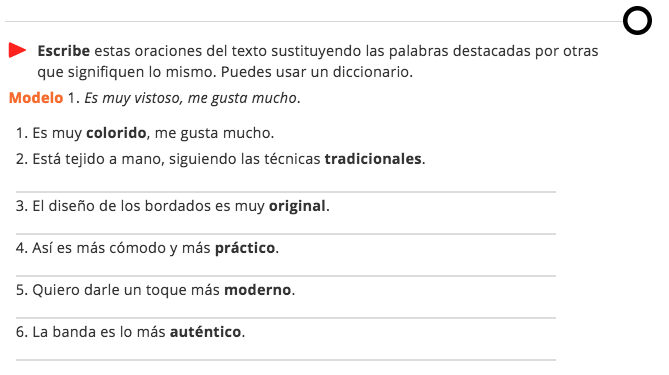 Escribe estas oraciones del texto sustituyendo las palabras destacadas por otras
que signifiquen lo mismo. Puedes usar un diccionario.
Modelo 1. Es muy vistoso, me gusta mucho.
1. Es muy colorido, me gusta mucho.
2. Está tejido a mano, siguiendo las técnicas tradicionales.
3. El diseño de los bordados es muy original.
4. Así es más cómodo y más práctico.
5. Quiero darle un toque más moderno.
6. La banda es lo más auténtico.